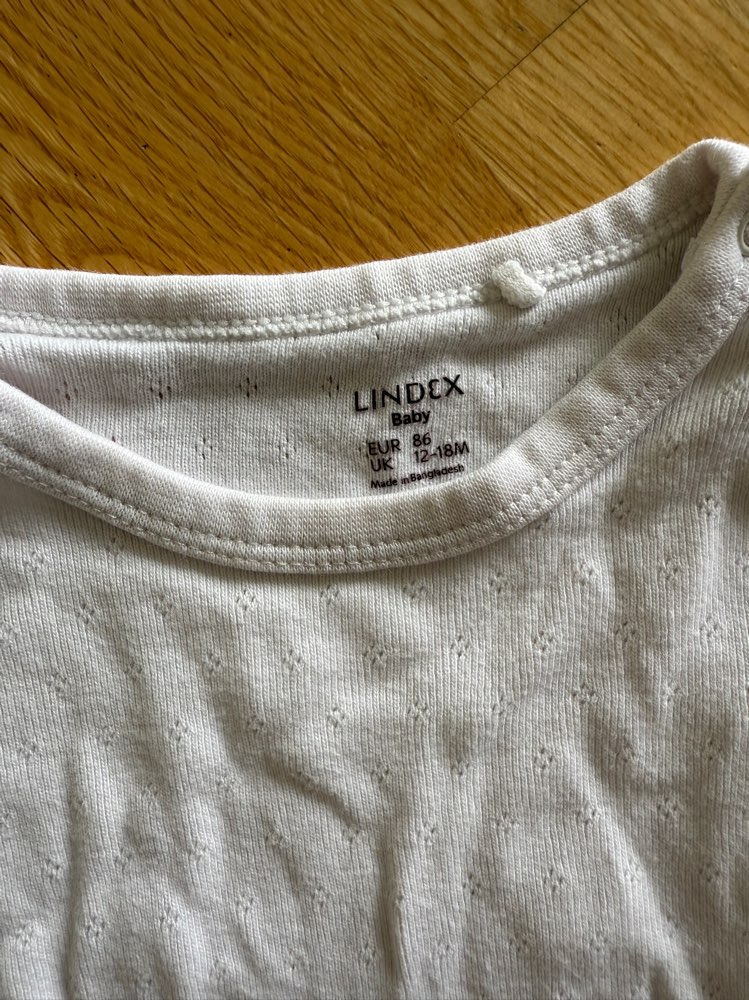 LINDEX
Baby
EUR 86
UK 12-18M
Made in Bangladesh